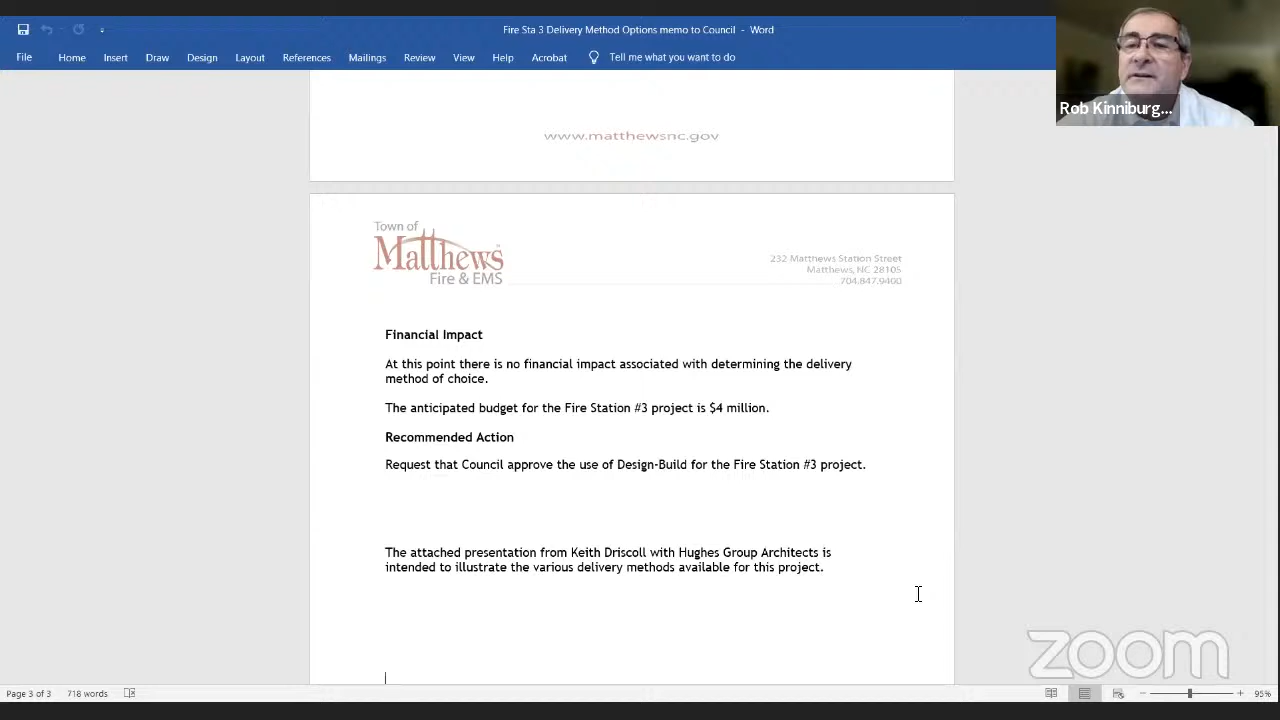 Fire Sta 3 Delivery Method Options memo to Council - Word
File Home Insert Draw Design Layout References Mailings Review View Help Acrobat Tell me what you want to do
Rob Kinniburg...
www.matthewsnc.gov
Town of
Matthews
Fire & EMS
232 Matthews Station Street
Matthews, NC 28105
704.847.9400
Financial Impact
At this point there is no financial impact associated with determining the delivery
method of choice.
The anticipated budget for the Fire Station #3 project is $4 million.
Recommended Action
Request that Council approve the use of Design-Build for the Fire Station #3 project.
The attached presentation from Keith Driscoll with Hughes Group Architects is
intended to illustrate the various delivery methods available for this project.
zoom
Page 3 of 3 718 words 95%